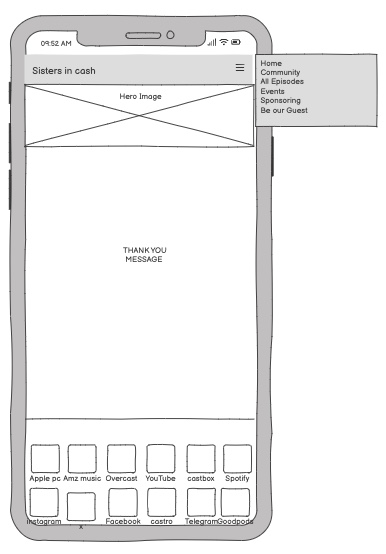 09:52 AM
Sisters in cash
Home
Community
All Episodes
Events
Sponsoring
Be our Guest
Hero Image
THANK YOU
MESSAGE
Apple pc Amz music Overcast YouTube castbox Spotify
Instagram x Facebook castro Telegram Goodpods